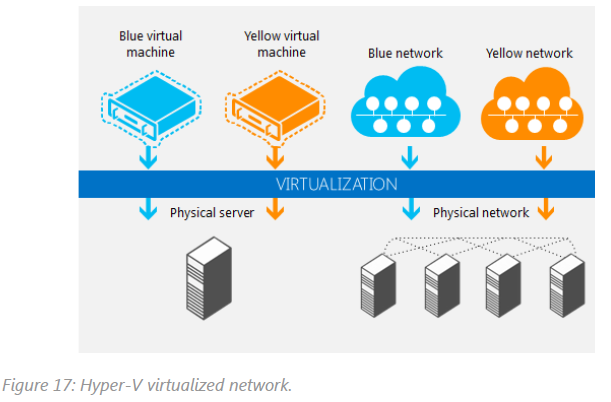 Blue virtual
machine
Yellow virtual
machine
Blue network
Yellow network
VIRTUALIZATION
Physical server
Physical network
Figure 17: Hyper-V virtualized network.